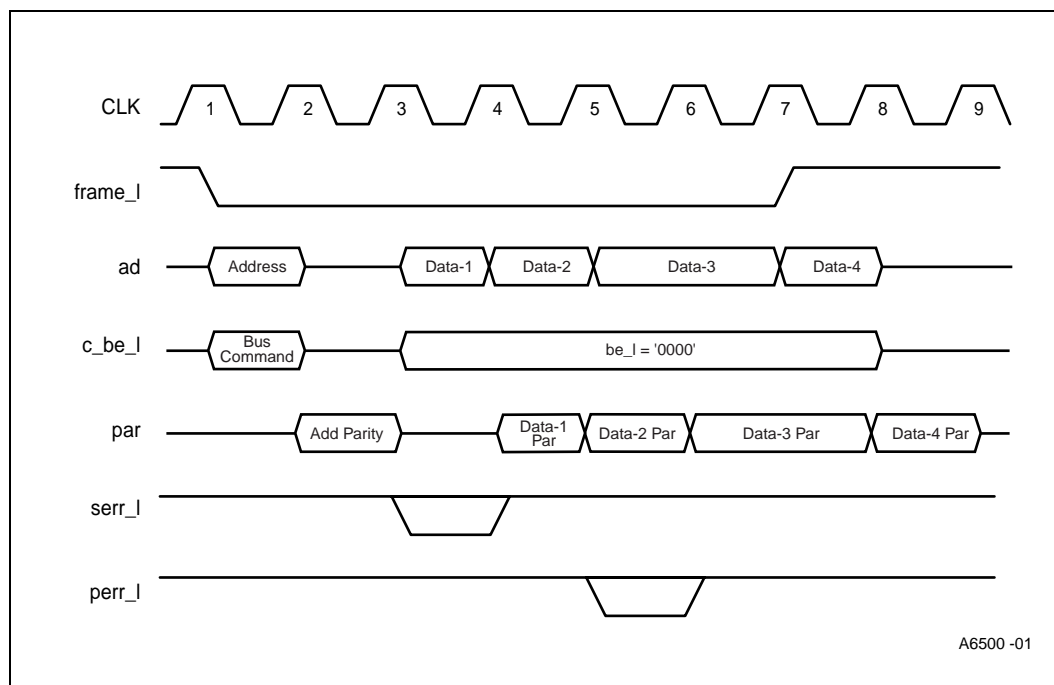 CLK 1 2 3 4 5 6 7 8 9
frame_l
ad Address Data-1 Data-2 Data-3 Data-4
c_be_l Bus Command be_l = '0000'
par Add Parity Data-1 Par Data-2 Par Data-3 Par Data-4 Par
serr_l
perr_l
A6500 -01